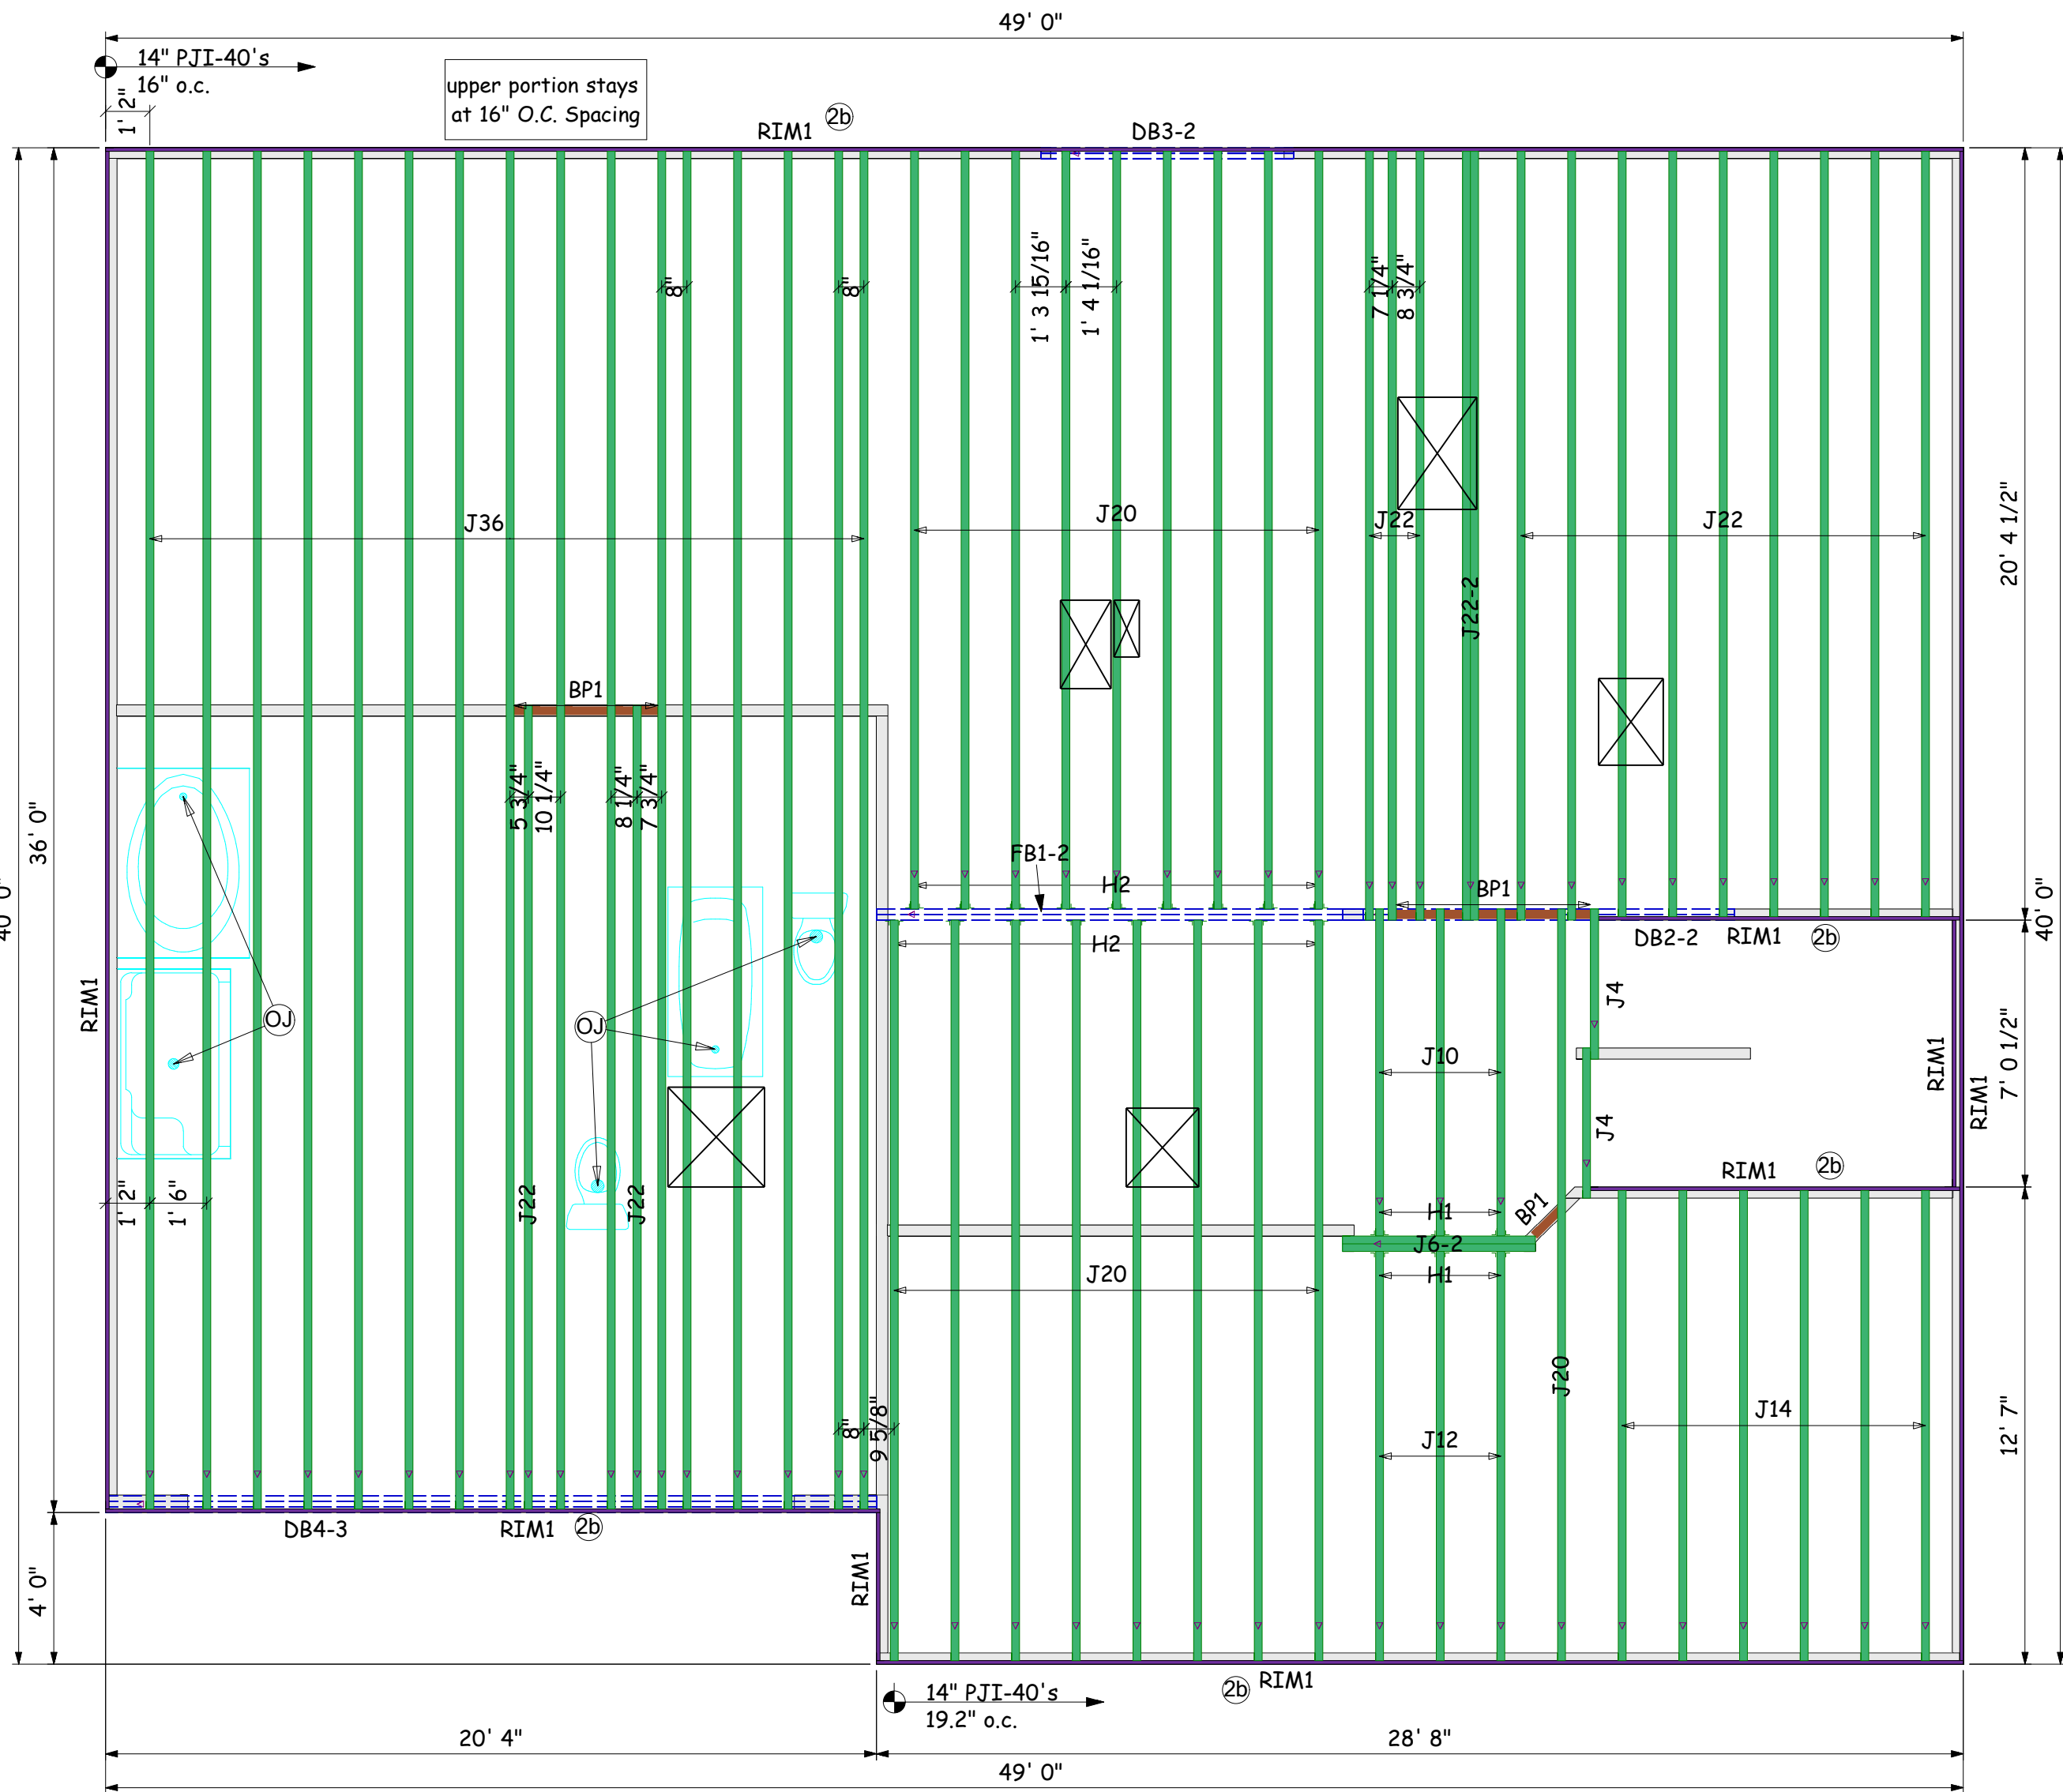 49' 0"
14" PJI-40's
16" o.c.
1' 2"
upper portion stays
at 16" O.C. Spacing
RIM1
2b
DB3-2
8"
8"
1' 3 15/16"
1' 4 1/16"
7 1/4"
8 3/4"
J36
J20
J22
J22
20' 4 1/2"
J22-2
BP1
5 3/4"
10 1/4"
8 1/4"
7 3/4"
36' 0"
40' 0"
FB1-2
H2
BP1
H2
DB2-2
RIM1
2b
40' 0"
RIM1
OJ
OJ
J4
J10
J4
RIM1
RIM1
7' 0 1/2"
RIM1
2b
1' 2"
1' 6"
J22
J22
H1
BP1
J6-2
H1
J20
J20
J14
J12
12' 7"
8"
9 5/8"
DB4-3
RIM1
2b
RIM1
4' 0"
2b
RIM1
14" PJI-40's
19.2" o.c.
20' 4"
28' 8"
49' 0"